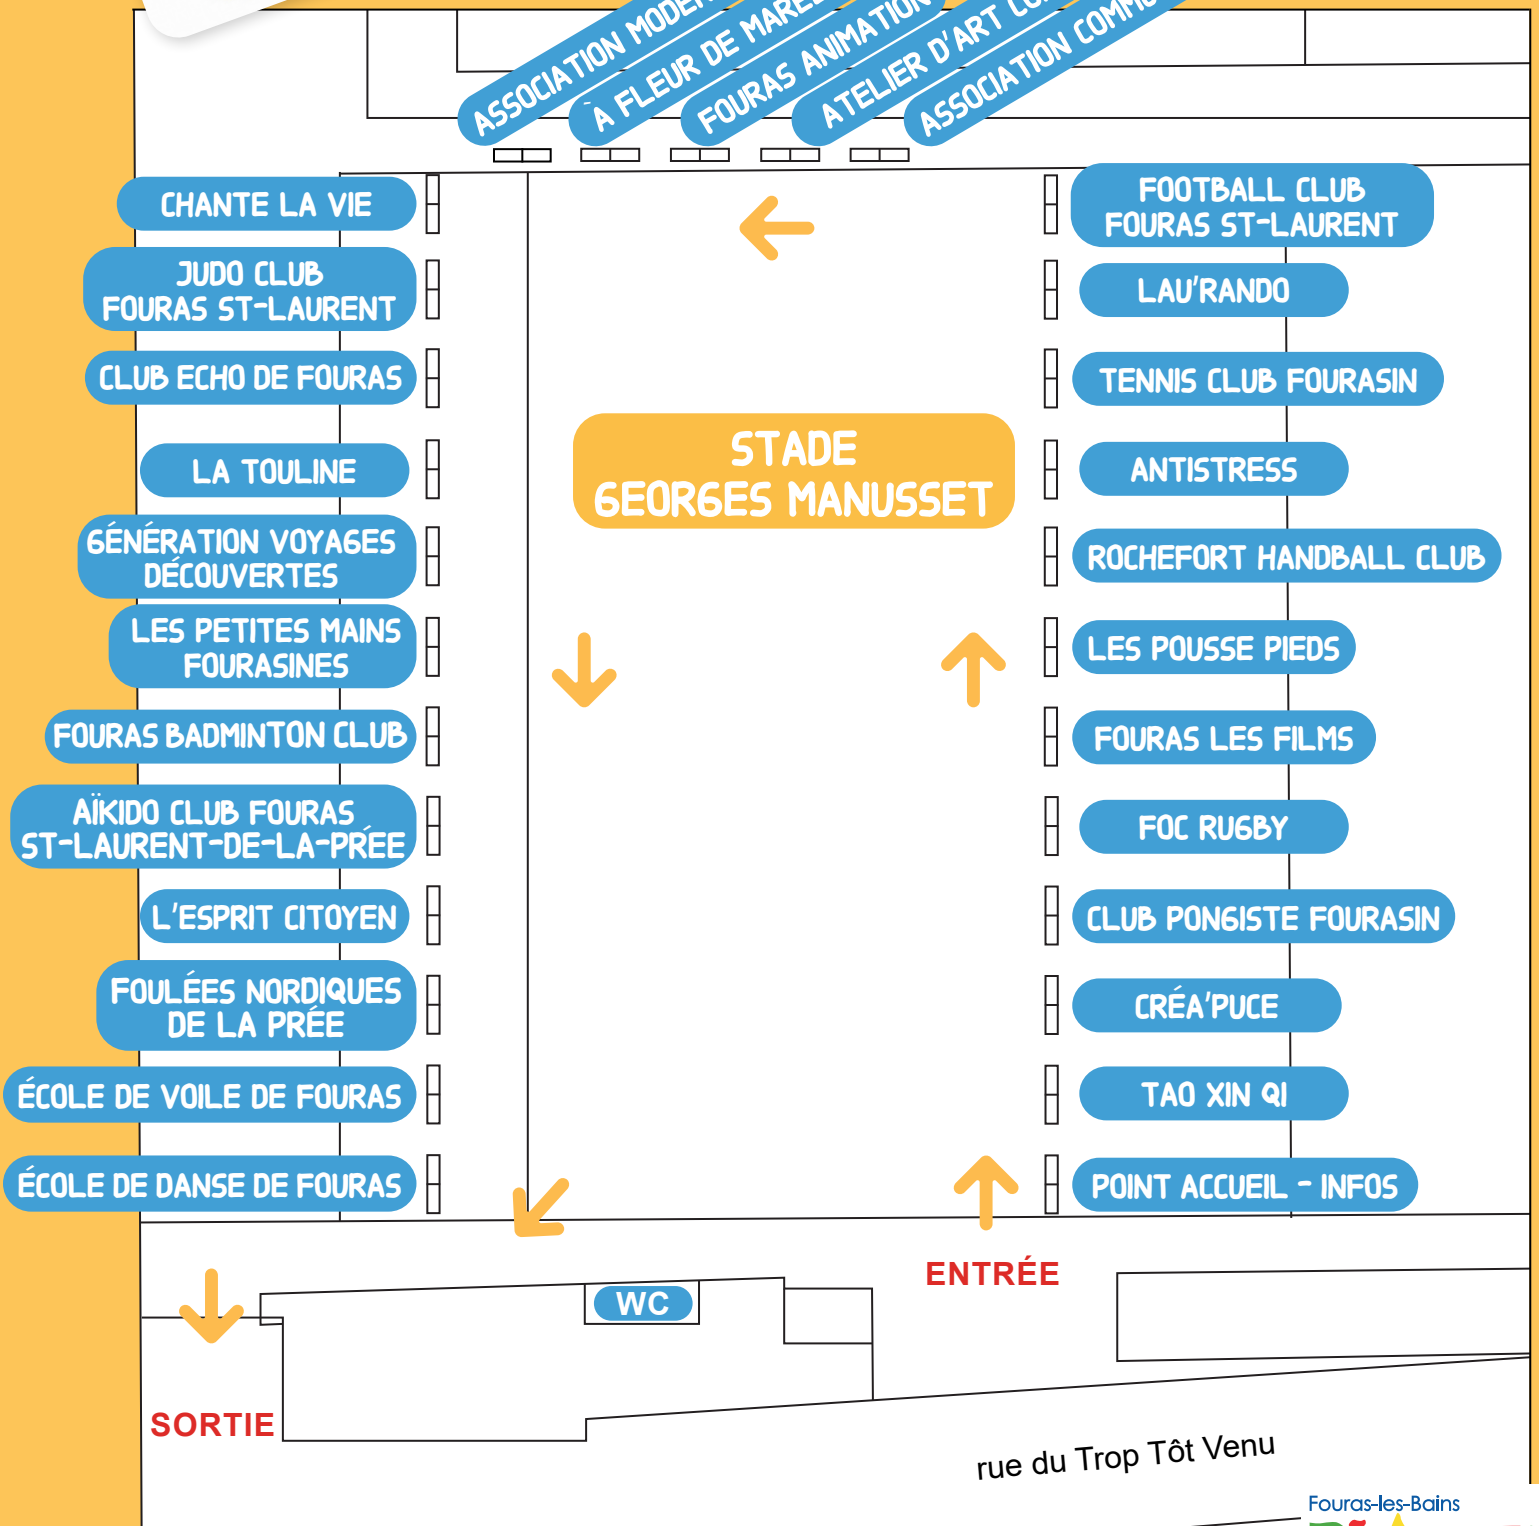 ASSOCIATION
À FLEUR DE
FOURAS ANIMATION
ATELIER D'ART
ASSOCIATION
CHANTE LA VIE
JUDO CLUB
FOURAS ST-LAURENT
CLUB ECHO DE FOURAS
LA TOULINE
GÉNÉRATION VOYAGES
DÉCOUVERTES
LES PETITES MAINS
FOURASINES
FOURAS BADMINTON CLUB
AÏKIDO CLUB FOURAS
ST-LAURENT-DE-LA-PRÉE
L'ESPRIT CITOYEN
FOULÉES NORDIQUES
DE LA PRÉE
ÉCOLE DE VOILE DE FOURAS
ÉCOLE DE DANSE DE FOURAS
STADE
GEORGES MANUSSET
FOOTBALL CLUB
FOURAS ST-LAURENT
LAU'RANDO
TENNIS CLUB FOURASIN
ANTISTRESS
ROCHEFORT HANDBALL CLUB
LES POUSSE PIEDS
FOURAS LES FILMS
FOC RUGBY
CLUB PONGISTE FOURASIN
CRÉA'PUCE
TAO XIN QI
POINT ACCUEIL - INFOS
ENTRÉE
WC
SORTIE
rue du Trop Tôt Venu
Fouras-les-Bains